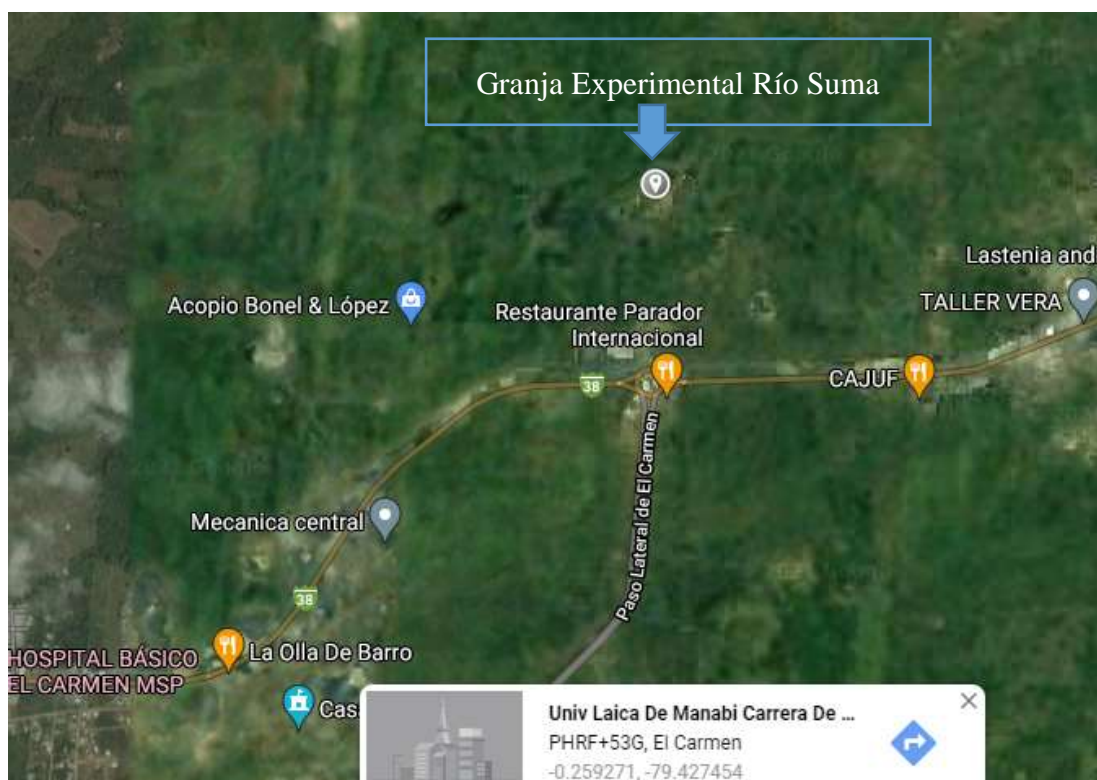 Granja Experimental Río Suma
Lastenia and
Acopio Bonel & López
TALLER VERA
Restaurante Parador
Internacional
38
CAJUF
Paso Lateral de El Carmen
Mecanica central
38
HOSPITAL BÁSICO
EL CARMEN MSP
La Olla De Barro
Cas
Univ Laica De Manabi Carrera De ...
PHRF+53G, El Carmen
-0.259271, -79.427454